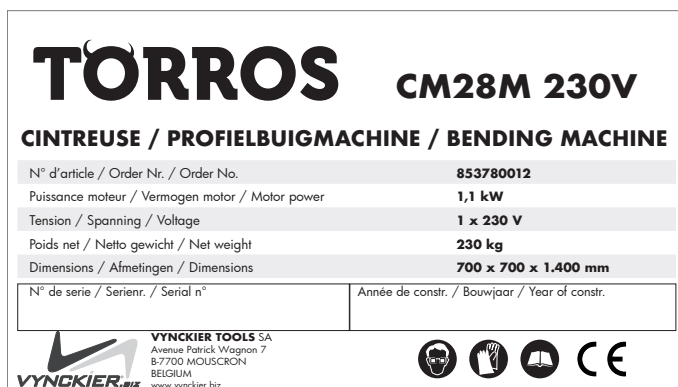 TORROS
CM28M 230V
CINTREUSE / PROFIELBUIGMACHINE / BENDING MACHINE
N° d'article / Order Nr. / Order No. 853780012
Puissance moteur / Vermogen motor / Motor power 1,1 kW
Tension / Spanning / Voltage 1 x 230 V
Poids net / Netto gewicht / Net weight 230 kg
Dimensions / Afmetingen / Dimensions 700 x 700 x 1.400 mm
N° de serie / Serienr. / Serial n° Année de constr. / Bouwjaar / Year of constr.
VYNCKIER TOOLS SA
Avenue Patrick Wagnon 7
B-7700 MOUSCRON
BELGIUM
VYNCKIER.BIZ www.vynckier.biz
CE